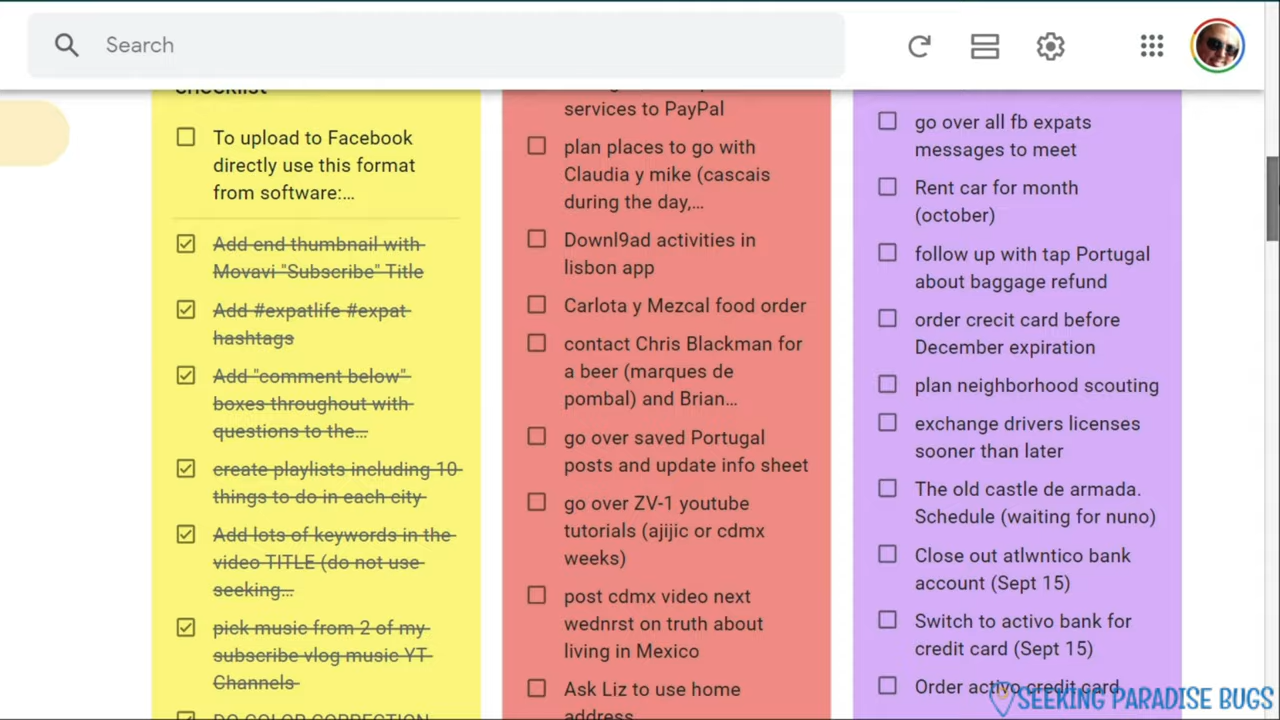 Search
checklist
To upload to Facebook
directly use this format
from software:...
Add end thumbnail with
Movavi "Subscribe" Title
Add #expatlife #expat
hashtags
Add "comment below"
boxes throughout with
questions to the...
create playlists including 10
things to do in each city
Add lots of keywords in the
video TITLE (do not use
seeking...
pick music from 2 of my
subscribe vlog music YT
Channels
DO COLOR CORRECTION
services to PayPal
plan places to go with
Claudia y mike (cascais
during the day,...
Downl9ad activities in
lisbon app
Carlota y Mezcal food order
contact Chris Blackman for
a beer (marques de
pombal) and Brian...
go over saved Portugal
posts and update info sheet
go over ZV-1 youtube
tutorials (ajijic or cdmx
weeks)
post cdmx video next
wednrst on truth about
living in Mexico
Ask Liz to use home
address
go over all fb expats
messages to meet
Rent car for month
(october)
follow up with tap Portugal
about baggage refund
order crecit card before
December expiration
plan neighborhood scouting
exchange drivers licenses
sooner than later
The old castle de armada.
Schedule (waiting for nuno)
Close out atlwntico bank
account (Sept 15)
Switch to activo bank for
credit card (Sept 15)
Order activo credit card
SEEKING PARADISE BUGS